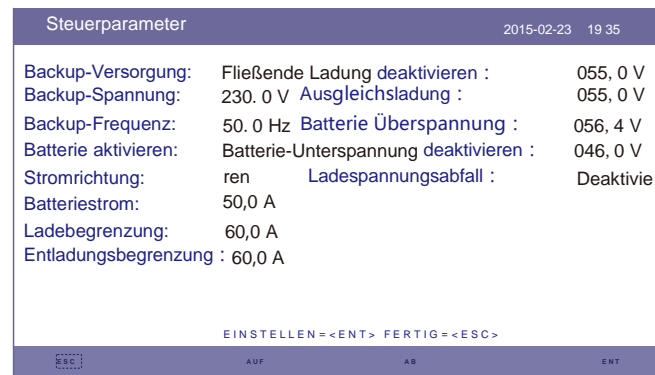 Steuerparameter 2015-02-23 19 35
Backup-Versorgung: Fließende Ladung deaktivieren : 055, 0 V
Backup-Spannung: 230. 0 V Ausgleichsladung : 055, 0 V
Backup-Frequenz: 50. 0 Hz Batterie Überspannung : 056, 4 V
Batterie aktivieren: Batterie-Unterspannung deaktivieren : 046, 0 V
Stromrichtung: ren Ladespannungsabfall : Deaktivie
Batteriestrom: 50,0 A
Ladebegrenzung: 60,0 A
Entladungsbegrenzung : 60,0 A
EINSTELLEN=<ENT> FERTIG=<ESC>
ESC AUF AB ENT